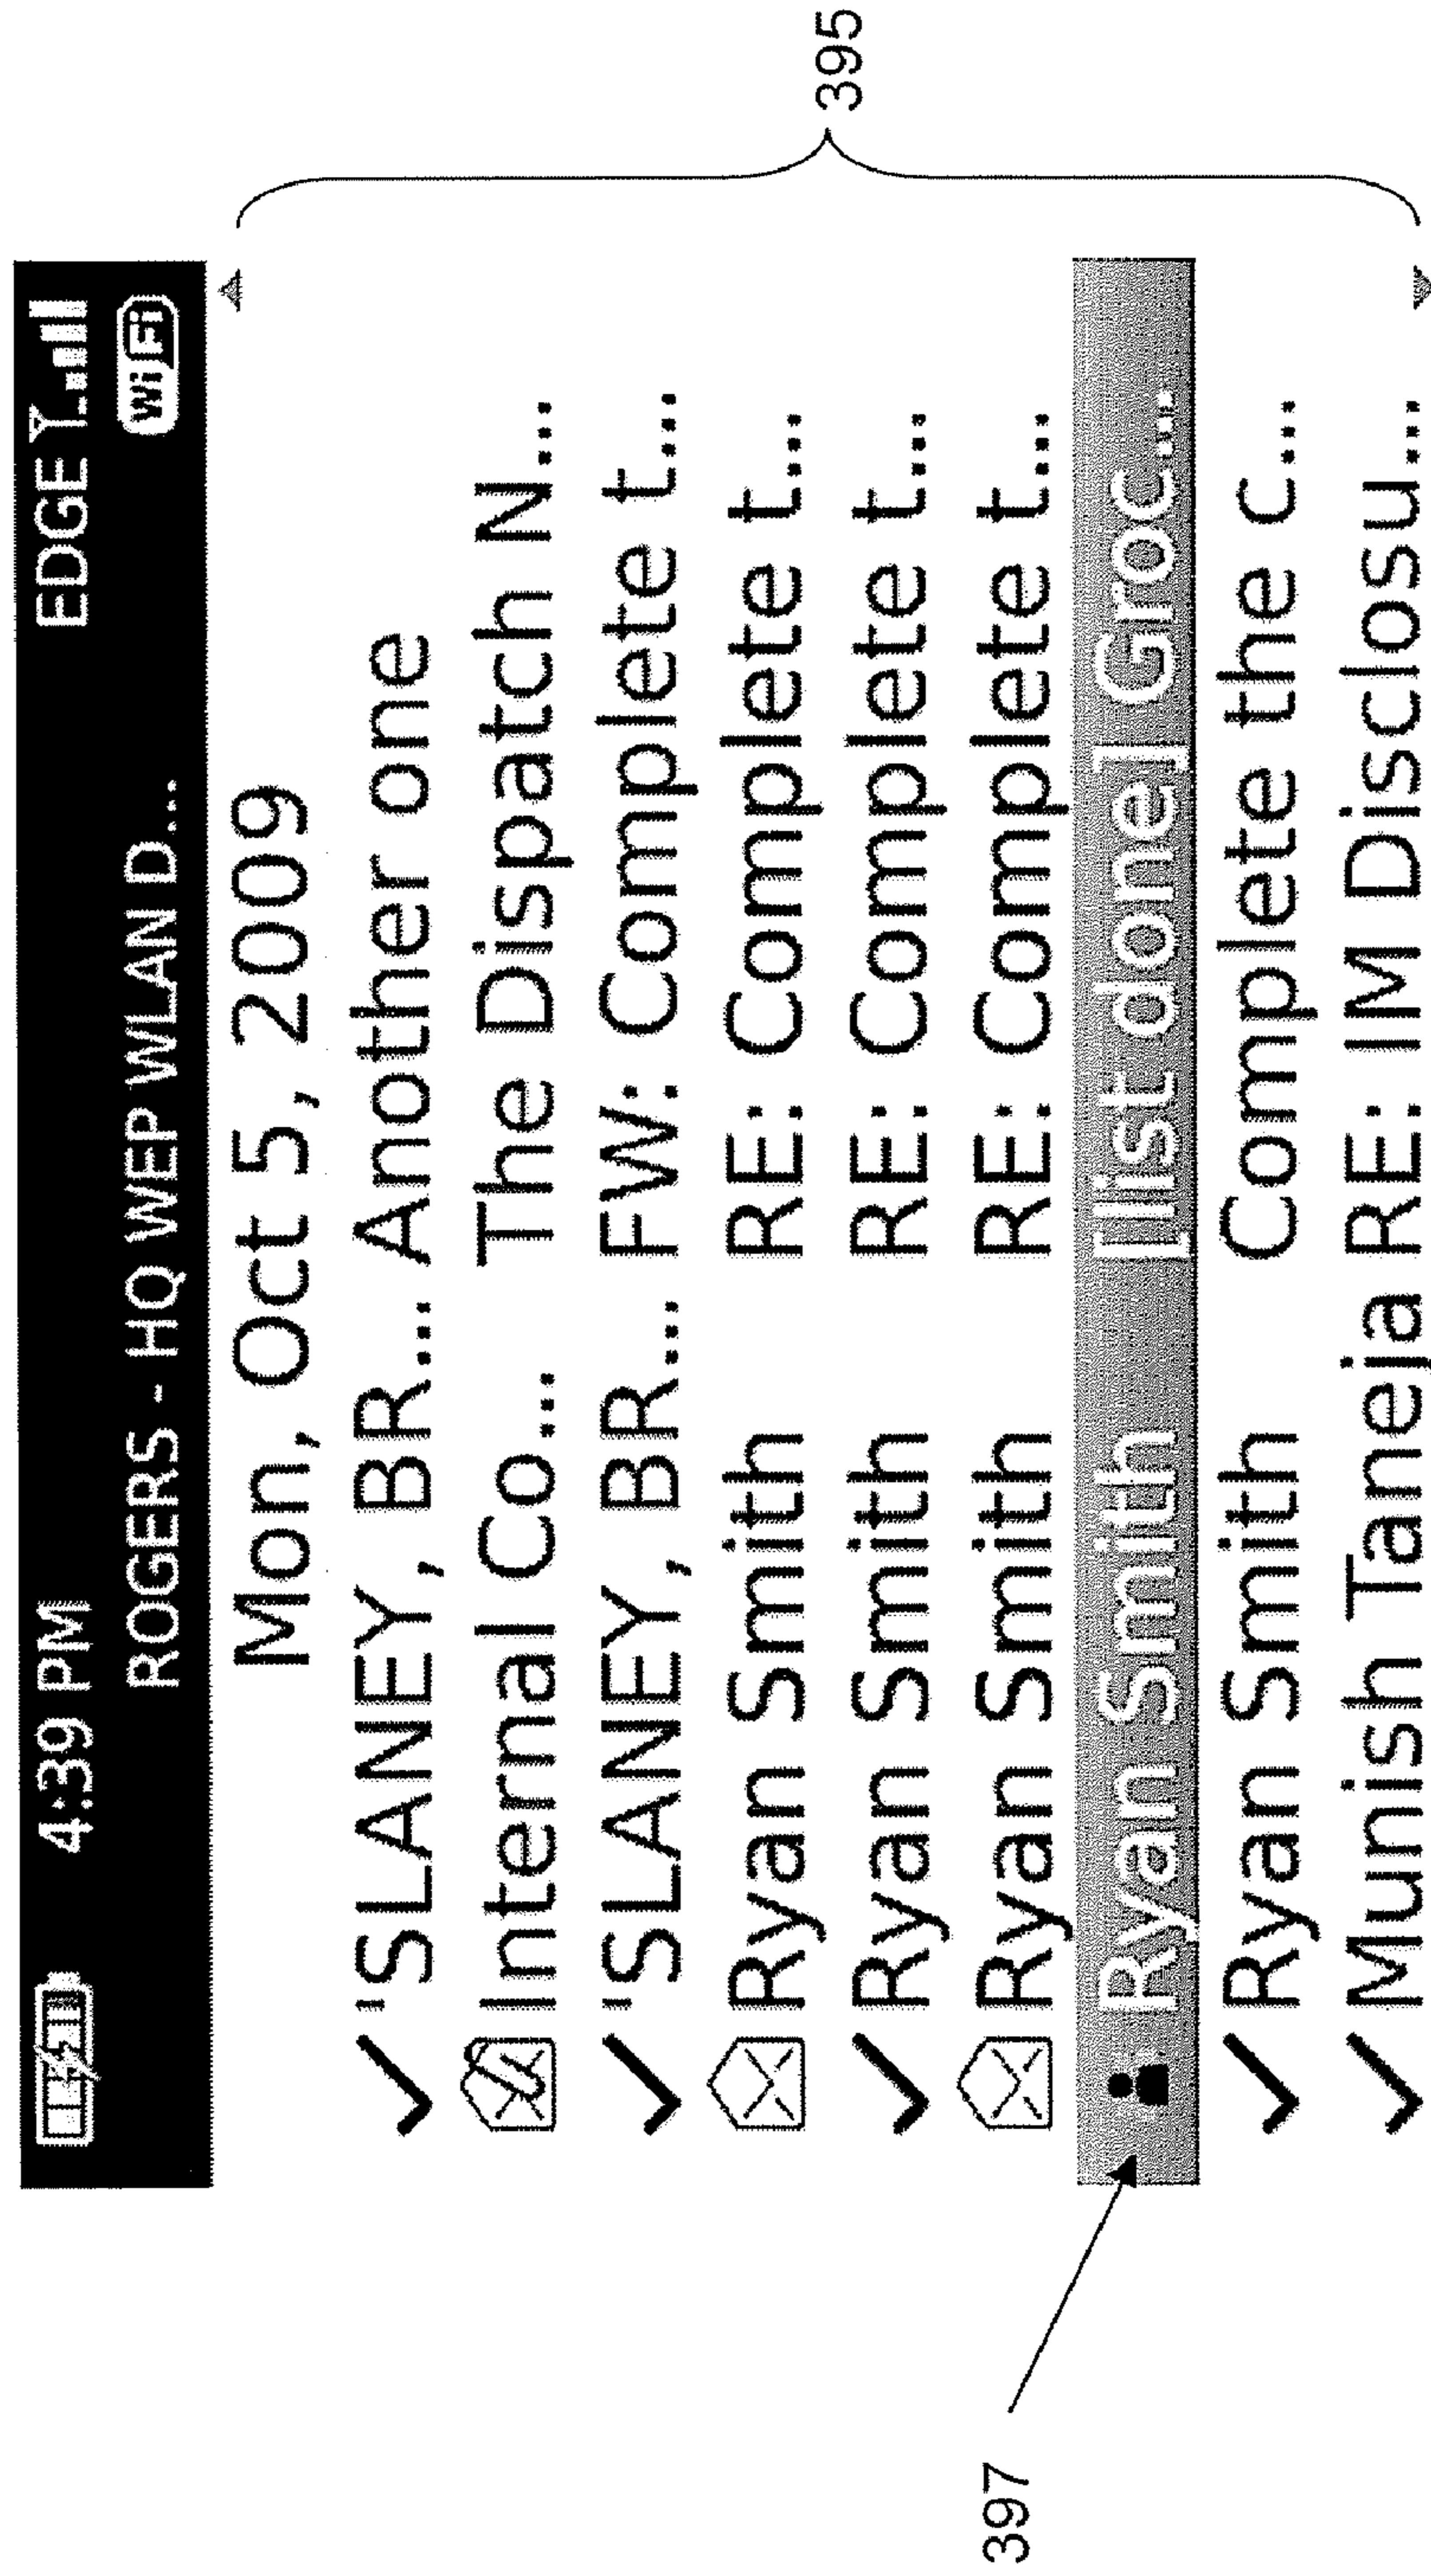 4:39 PM EDGE
ROGERS - HQ WEP WLAN D... WiFi
Mon, Oct 5, 2009
'SLANEY, BR... Another one
Internal Co... The Dispatch N...
'SLANEY, BR... FW: Complete t...
Ryan Smith RE: Complete t...
Ryan Smith RE: Complete t...
Ryan Smith RE: Complete t...
Ryan Smith [list done] Groc...
Ryan Smith Complete the c...
Munish Taneja RE: IM Disclosu...
395
397